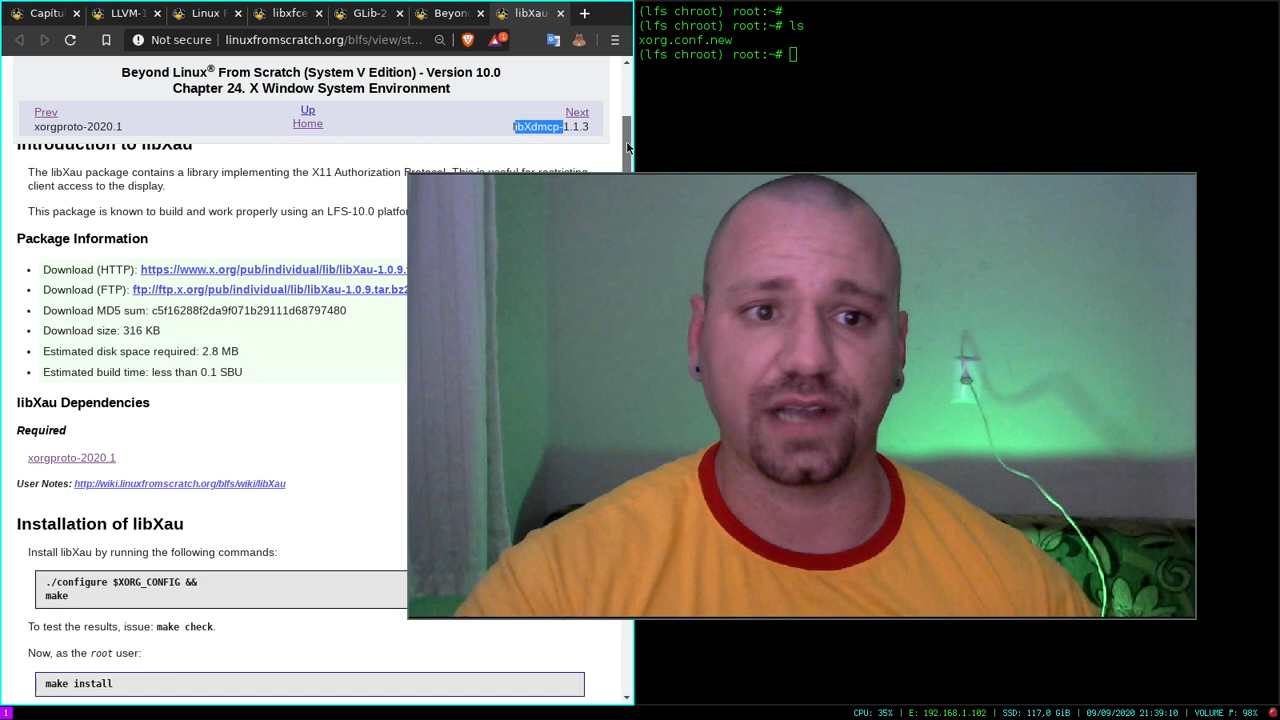 Capítu
LLVM-1
Linux F
libxfce
GLib-2
Beyon
libXau
Not secure
linuxfromscratch.org/blfs/view/st...
1
Beyond Linux® From Scratch (System V Edition) - Version 10.0
Chapter 24. X Window System Environment
Prev
Up
Next
xorgproto-2020.1
Home
libXdmcp-1.1.3
Introduction to libXau
The libXau package contains a library implementing the X11 Authorization Protocol. This is useful for restricting
client access to the display.
This package is known to build and work properly using an LFS-10.0 platfor
Package Information
• Download (HTTP): https://www.x.org/pub/individual/lib/libXau-1.0.9.
• Download (FTP): ftp://ftp.x.org/pub/individual/lib/libXau-1.0.9.tar.bz2
• Download MD5 sum: c5f16288f2da9f071b29111d68797480
• Download size: 316 KB
• Estimated disk space required: 2.8 MB
• Estimated build time: less than 0.1 SBU
libXau Dependencies
Required
xorgproto-2020.1
User Notes: http://wiki.linuxfromscratch.org/blfs/wiki/libXau
Installation of libXau
Install libXau by running the following commands:
./configure $XORG_CONFIG &&
make
To test the results, issue: make check.
Now, as the root user:
make install
(lfs chroot) root:~#
(lfs chroot) root:~# ls
xorg.conf.new
(lfs chroot) root:~#
1
CPU: 35% | E: 192.168.1.102 | SSD: 117,0 GiB | 09/09/2020 21:39:10 | VOLUME ♪: 98%